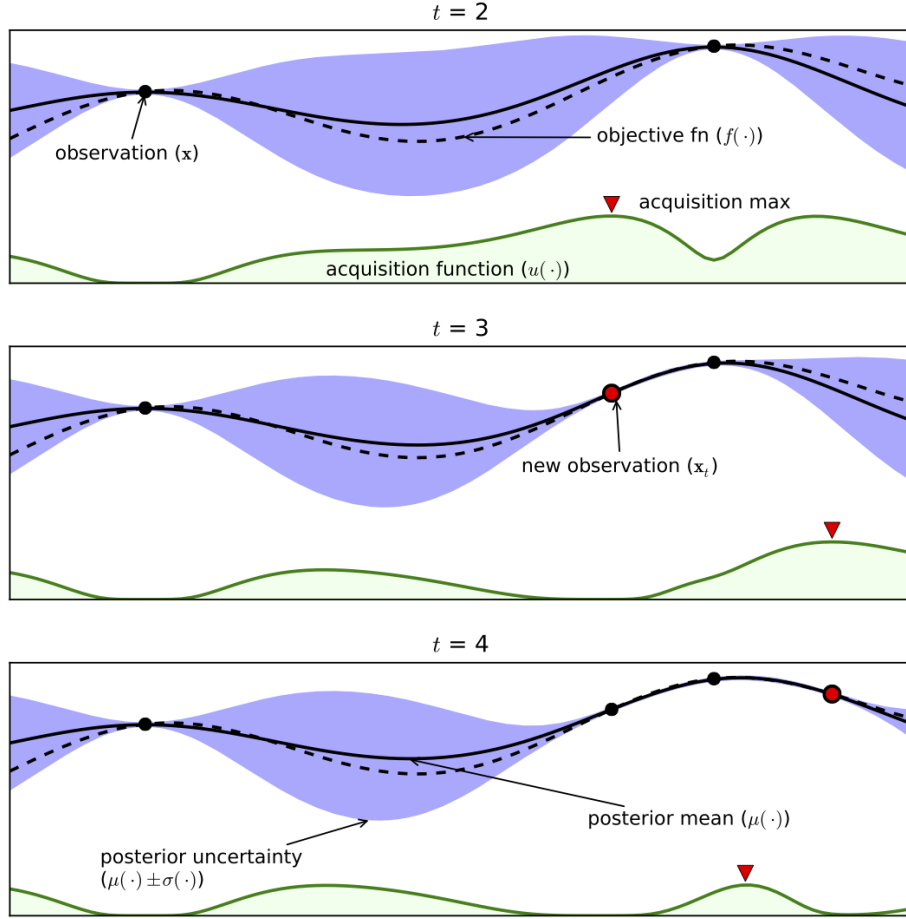 t = 2
observation (x)
objective fn (f(·))
acquisition max
acquisition function (u(·))
t = 3
new observation (xₜ)
t = 4
posterior mean (μ(·))
posterior uncertainty
(μ(·) ±σ(·))